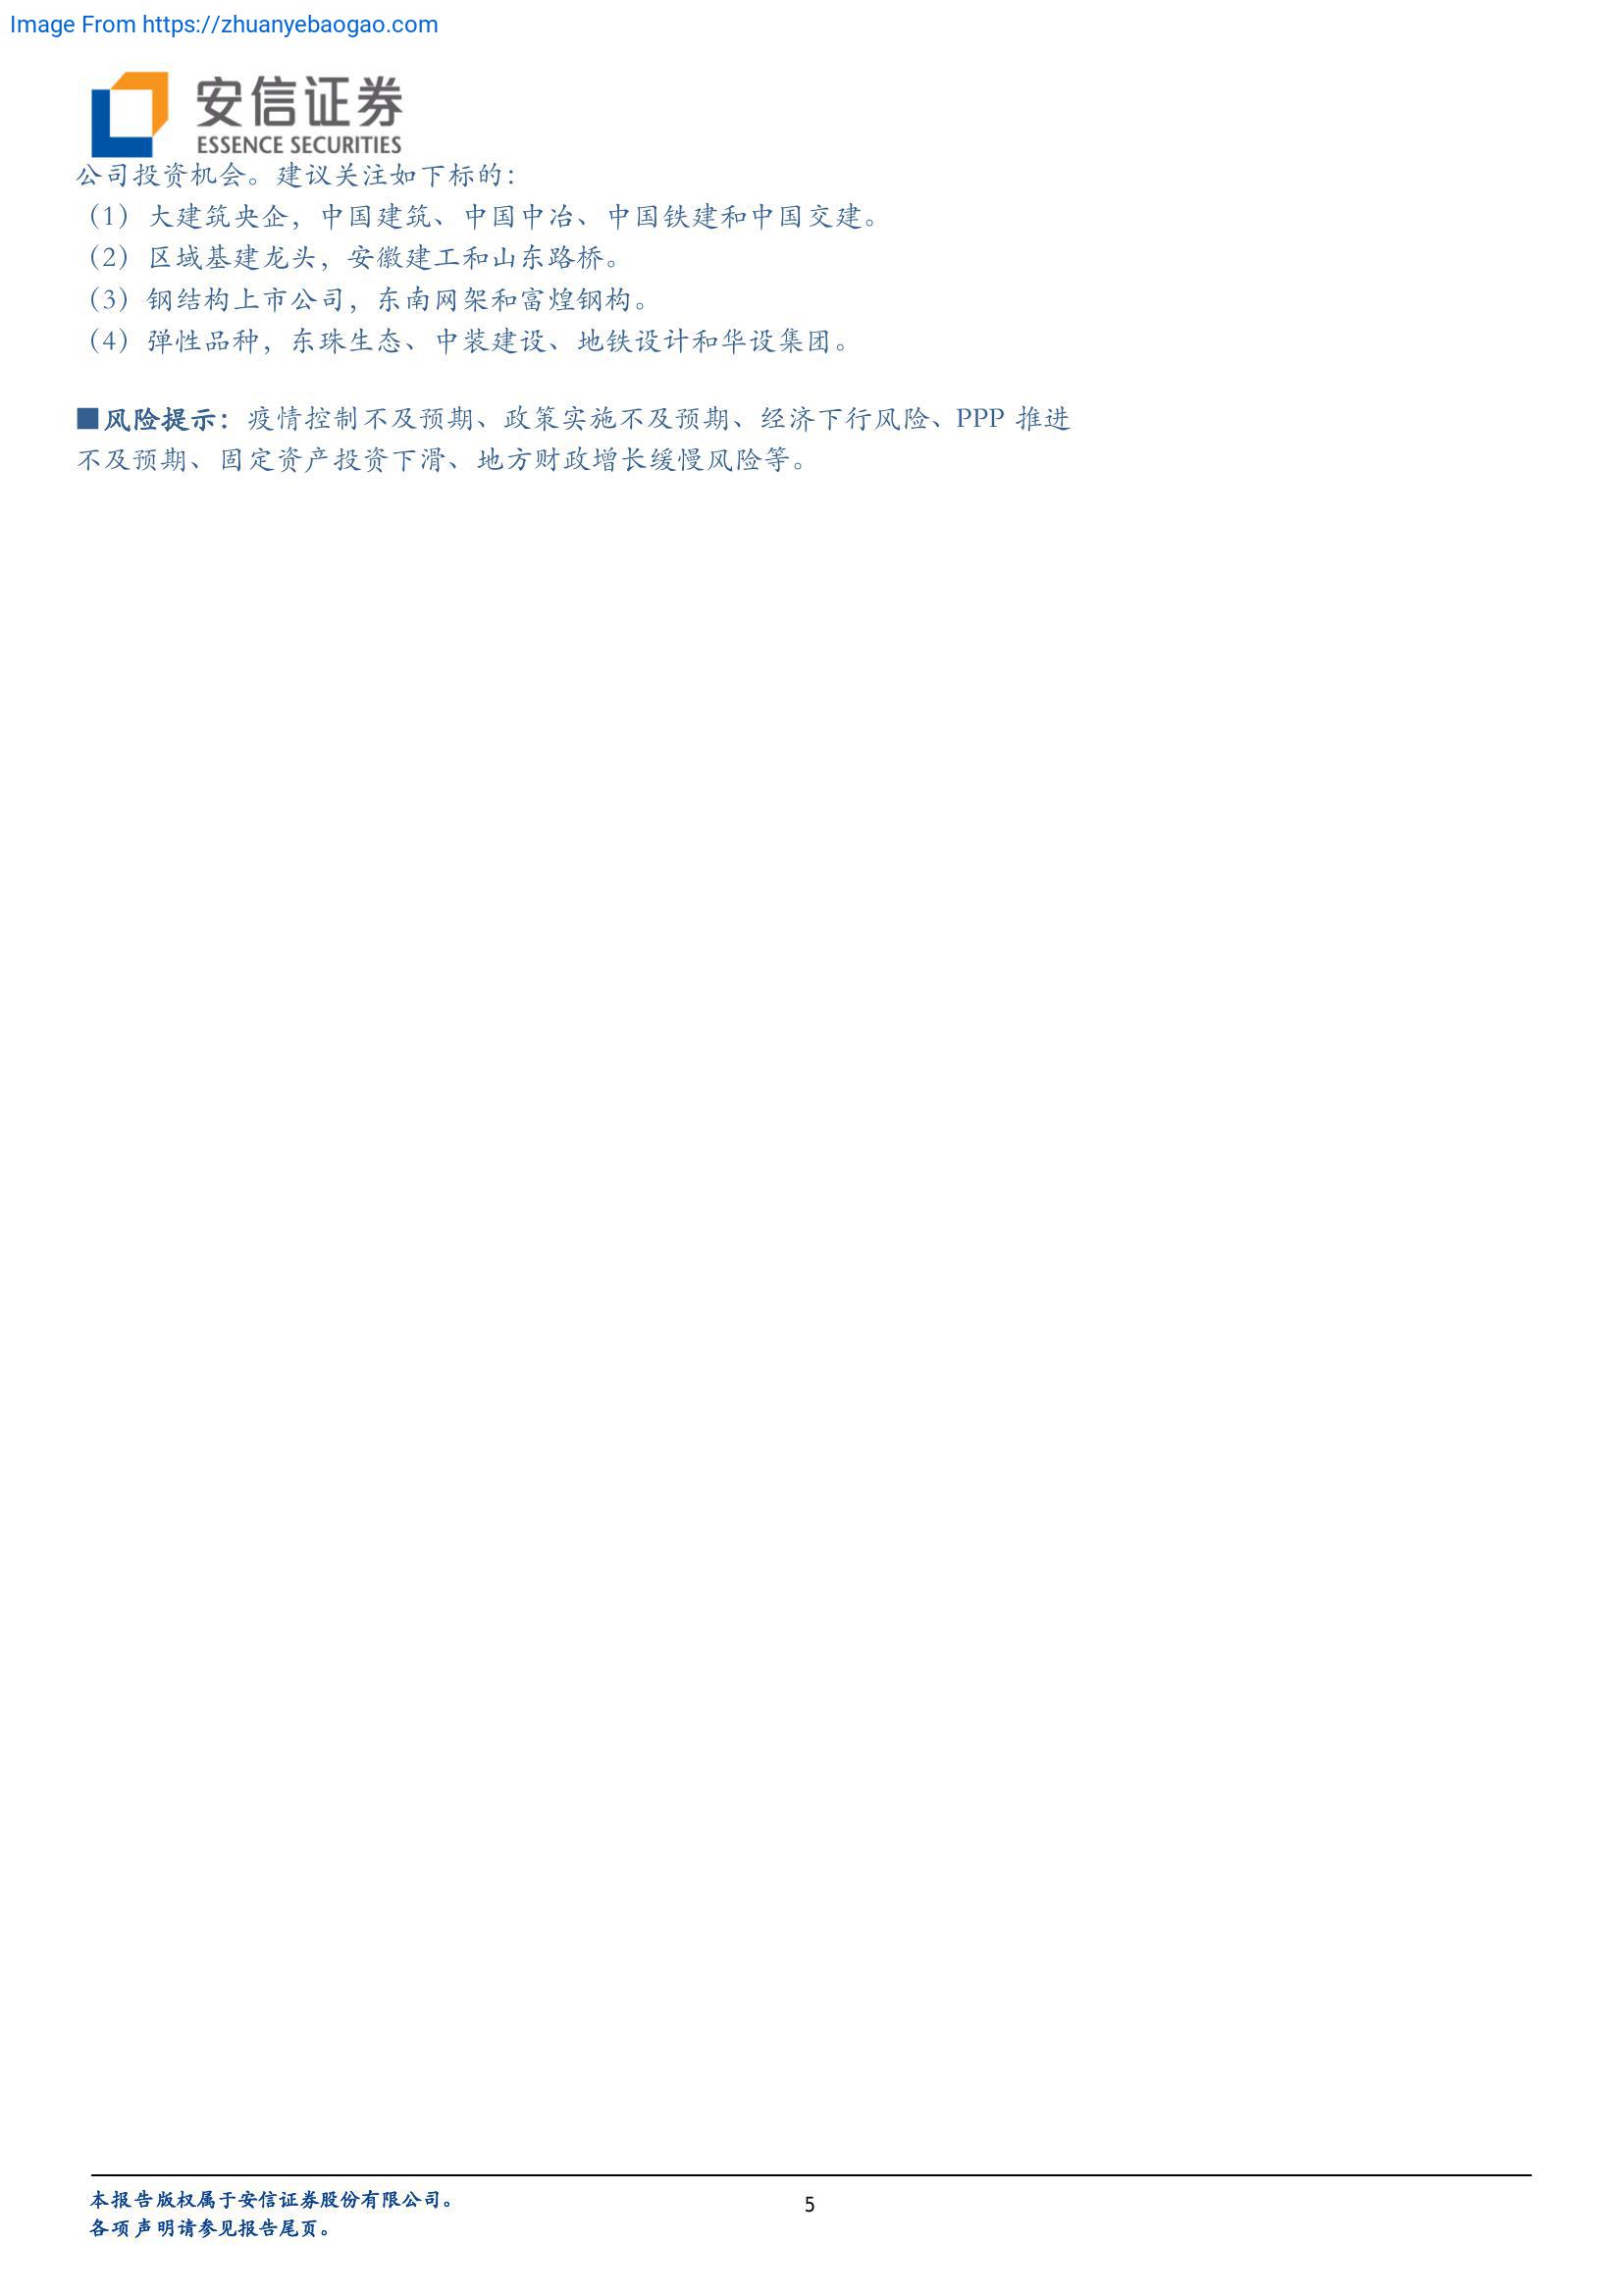 Image From https://zhuanyebaogao.com
安信证券
ESSENCE SECURITIES
公司投资机会。建议关注如下标的：
（1）大建筑央企，中国建筑、中国中冶、中国铁建和中国交建。
（2）区域基建龙头，安徽建工和山东路桥。
（3）钢结构上市公司，东南网架和富煌钢构。
（4）弹性品种，东珠生态、中装建设、地铁设计和华设集团。
■风险提示：疫情控制不及预期、政策实施不及预期、经济下行风险、PPP 推进
不及预期、固定资产投资下滑、地方财政增长缓慢风险等。
本报告版权属于安信证券股份有限公司。
各项声明请参见报告尾页。
5